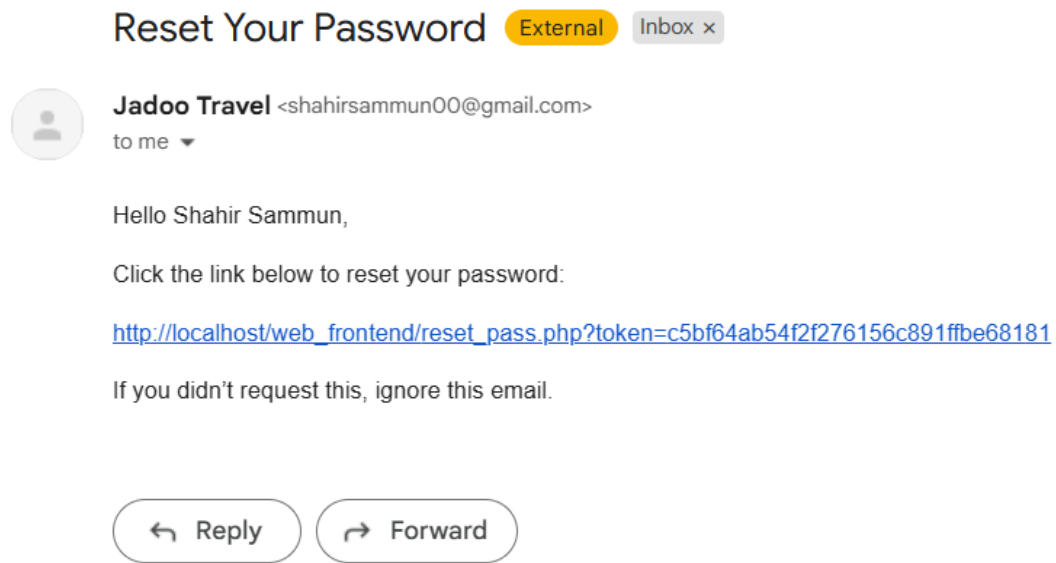 Reset Your Password External Inbox ×
Jadoo Travel <shahirsammun00@gmail.com>
to me
Hello Shahir Sammun,
Click the link below to reset your password:
http://localhost/web_frontend/reset_pass.php?token=c5bf64ab54f2f276156c891ffbe68181
If you didn’t request this, ignore this email.
Reply Forward